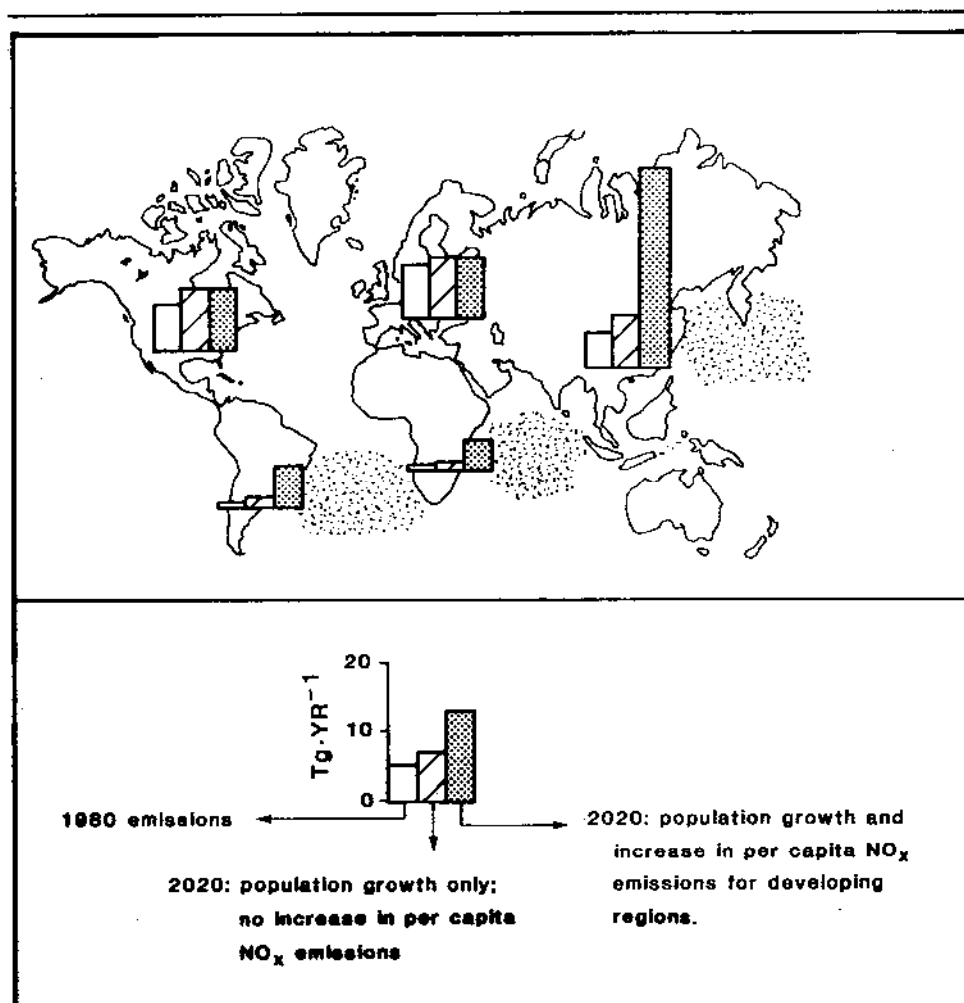 20
10
0
Tg·YR⁻¹
1980 emissions
2020: population growth only;
no increase in per capita
NOₓ emissions
2020: population growth and
increase in per capita NOₓ
emissions for developing
regions.